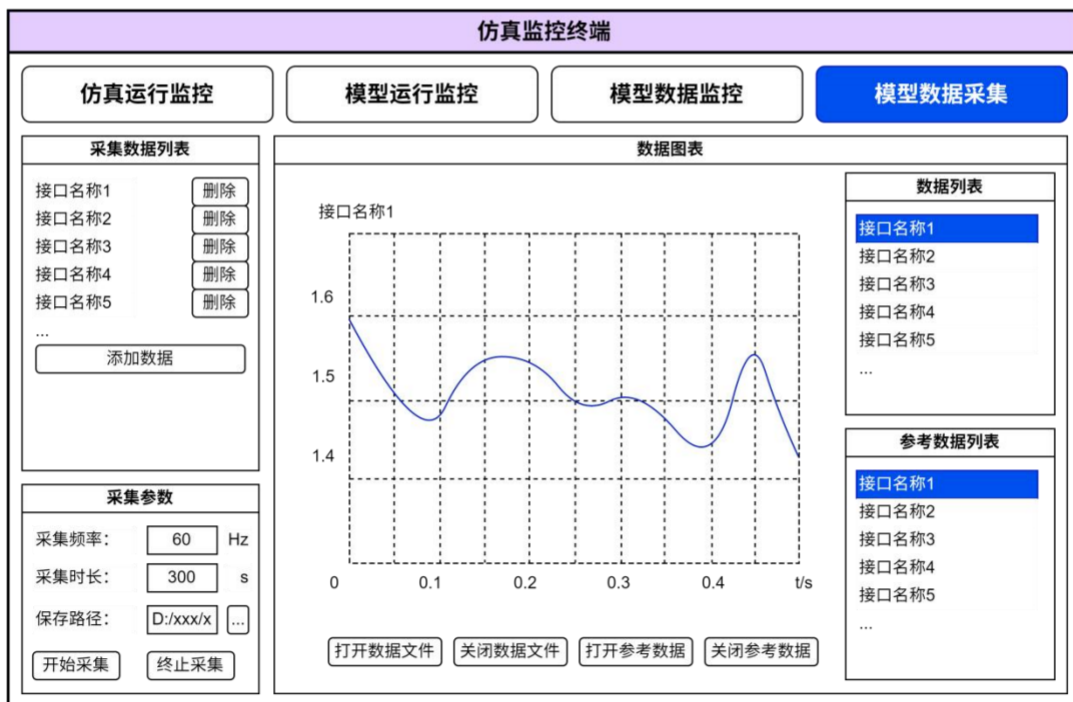 仿真监控终端
仿真运行监控
模型运行监控
模型数据监控
模型数据采集
采集数据列表
接口名称1 删除
接口名称2 删除
接口名称3 删除
接口名称4 删除
接口名称5 删除
...
添加数据
采集参数
采集频率: 60 Hz
采集时长: 300 s
保存路径: D:/xxx/x ...
开始采集 终止采集
数据图表
接口名称1
1.6
1.5
1.4
0 0.1 0.2 0.3 0.4 t/s
打开数据文件 关闭数据文件 打开参考数据 关闭参考数据
数据列表
接口名称1
接口名称2
接口名称3
接口名称4
接口名称5
...
参考数据列表
接口名称1
接口名称2
接口名称3
接口名称4
接口名称5
...